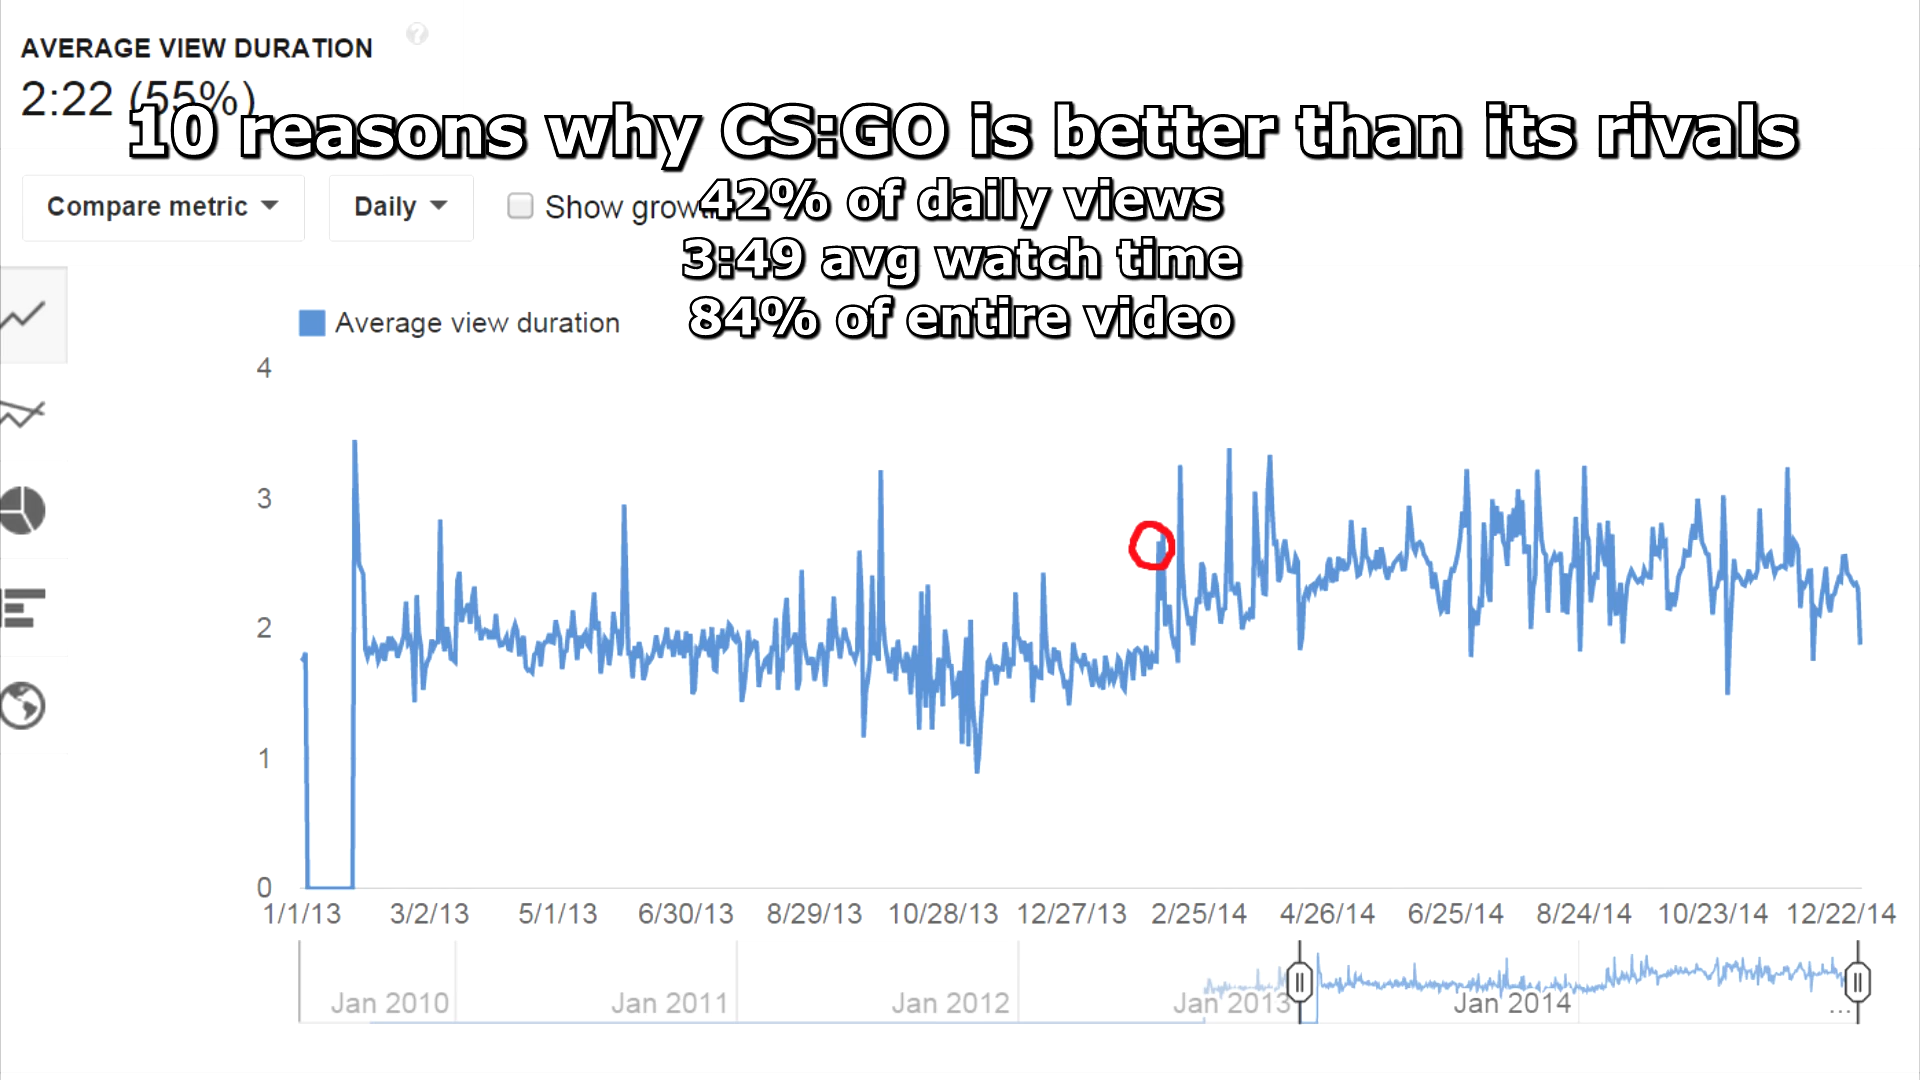 AVERAGE VIEW DURATION ?
2:22 (55%)
10 reasons why CS:GO is better than its rivals
Compare metric
Daily
Show grow
42% of daily views
3:49 avg watch time
84% of entire video
Average view duration
4
3
2
1
0
1/1/13 3/2/13 5/1/13 6/30/13 8/29/13 10/28/13 12/27/13 2/25/14 4/26/14 6/25/14 8/24/14 10/23/14 12/22/14
Jan 2010 Jan 2011 Jan 2012 Jan 2013 Jan 2014 ...